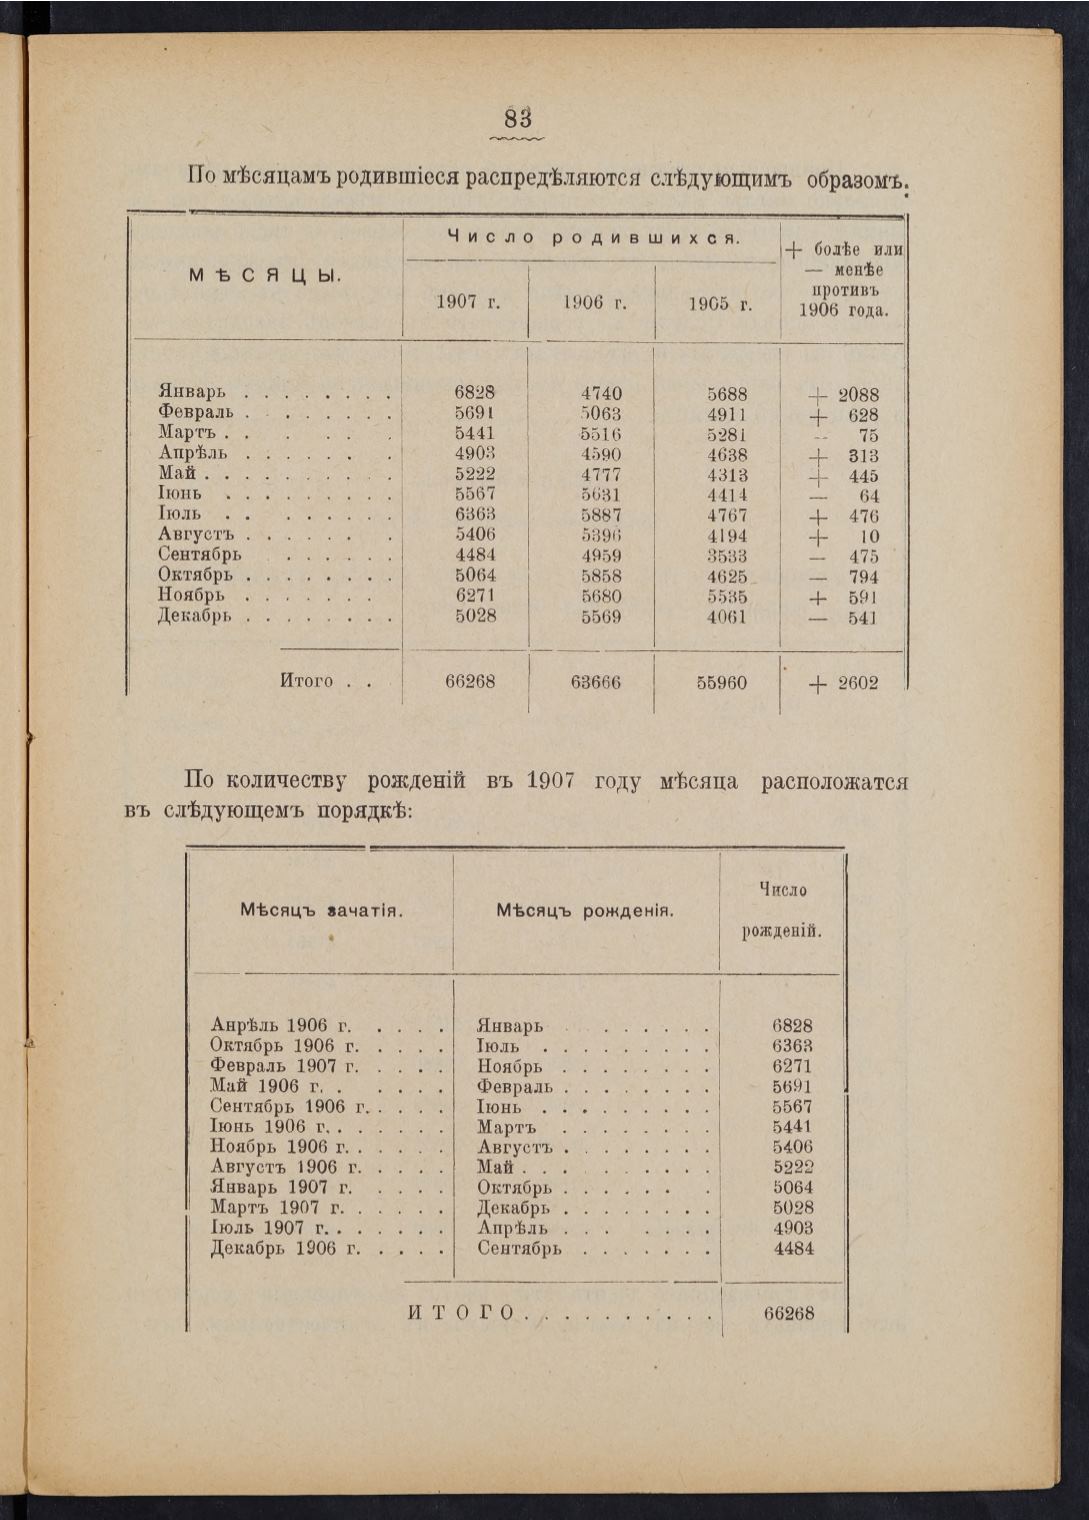 83
По мѣсяцамъ родившіеся распредѣляются слѣдующимъ образомъ:
МѢСЯЦЫ.
Число родившихся.
+ болѣе или
— менѣе
противъ
1906 года.
1907 г. 1906 г. 1905 г.
Январь . . . . . . . . 6828 4740 5688 + 2088
Февраль . . . . . . . 5691 5063 4911 + 628
Мартъ . . . . . . 5441 5516 5281 — 75
Апрѣль . . . . . . . 4903 4590 4638 + 313
Май . . . . . . . . . . 5222 4777 4313 + 445
Іюнь . . . . . . . . . 5567 5631 4414 — 64
Іюль . . . . . . . . 6363 5887 4767 + 476
Августъ . . . . . . . 5406 5396 4194 + 10
Сентябрь . . . . . . 4484 4959 3533 — 475
Октябрь . . . . . . . . 5064 5858 4625 — 794
Ноябрь . . . . . . . 6271 5680 5535 + 591
Декабрь . . . . . . . . 5028 5569 4061 — 541
Итого . . 66268 63666 55960 + 2602
По количеству рожденій въ 1907 году мѣсяца расположатся
въ слѣдующемъ порядкѣ:
Мѣсяцъ зачатія. Мѣсяцъ рожденія. Число
рожденій.
Анрѣль 1906 г. . . . . Январь . . . . . . 6828
Октябрь 1906 г. . . . . Іюль . . . . . . . . . 6363
Февраль 1907 г. . . . . Ноябрь . . . . . . . . 6271
Май 1906 г. . . . . . Февраль . . . . . . . . 5691
Сентябрь 1906 г. . . . . Іюнь . . . . . . . . . 5567
Іюнь 1906 г. . . . . . . Мартъ . . . . . . . . 5441
Ноябрь 1906 г. . . . . . Августъ . . . . . . . . 5406
Августъ 1906 г. . . . . Май . . . . . . . . . . 5222
Январь 1907 г. . . . . Октябрь . . . . . . . 5064
Мартъ 1907 г. . . . . . Декабрь . . . . . . . . 5028
Іюль 1907 г. . . . . . . Апрѣль . . . . . . . 4903
Декабрь 1906 г. . . . . Сентябрь . . . . . . . 4484
ИТОГО . . . . . . . . . . 66268